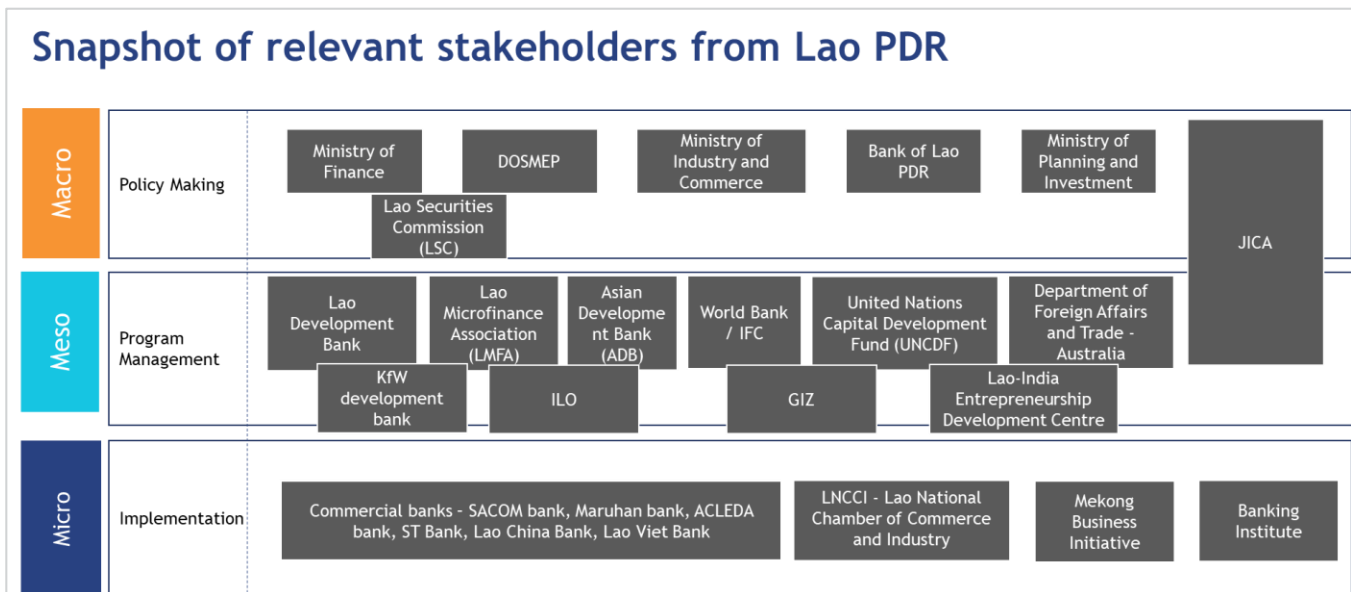 Snapshot of relevant stakeholders from Lao PDR
Macro
Policy Making
Ministry of
Finance
DOSMEP
Ministry of
Industry and
Commerce
Bank of Lao
PDR
Ministry of
Planning and
Investment
Lao Securities
Commission
(LSC)
JICA
Meso
Program
Management
Lao
Development
Bank
Lao
Microfinance
Association
(LMFA)
Asian
Developme
nt Bank
(ADB)
World Bank
/ IFC
United Nations
Capital Development
Fund (UNCDF)
Department of
Foreign Affairs
and Trade -
Australia
KfW
development
bank
ILO
GIZ
Lao-India
Entrepreneurship
Development Centre
Micro
Implementation
Commercial banks - SACOM bank, Maruhan bank, ACLEDA
bank, ST Bank, Lao China Bank, Lao Viet Bank
LNCCI - Lao National
Chamber of Commerce
and Industry
Mekong
Business
Initiative
Banking
Institute